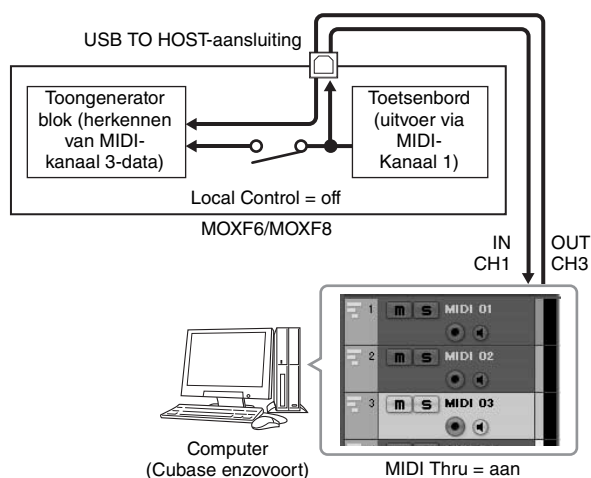 USB TO HOST-aansluiting
Toongenerator
blok (herkennen
van MIDI-
kanaal 3-data)
Toetsenbord
(uitvoer via
MIDI-
Kanaal 1)
Local Control = off
MOXF6/MOXF8
IN
CH1
OUT
CH3
1 m S MIDI 01
2 m S MIDI 02
3 m S MIDI 03
Computer
(Cubase enzovoort)
MIDI Thru = aan